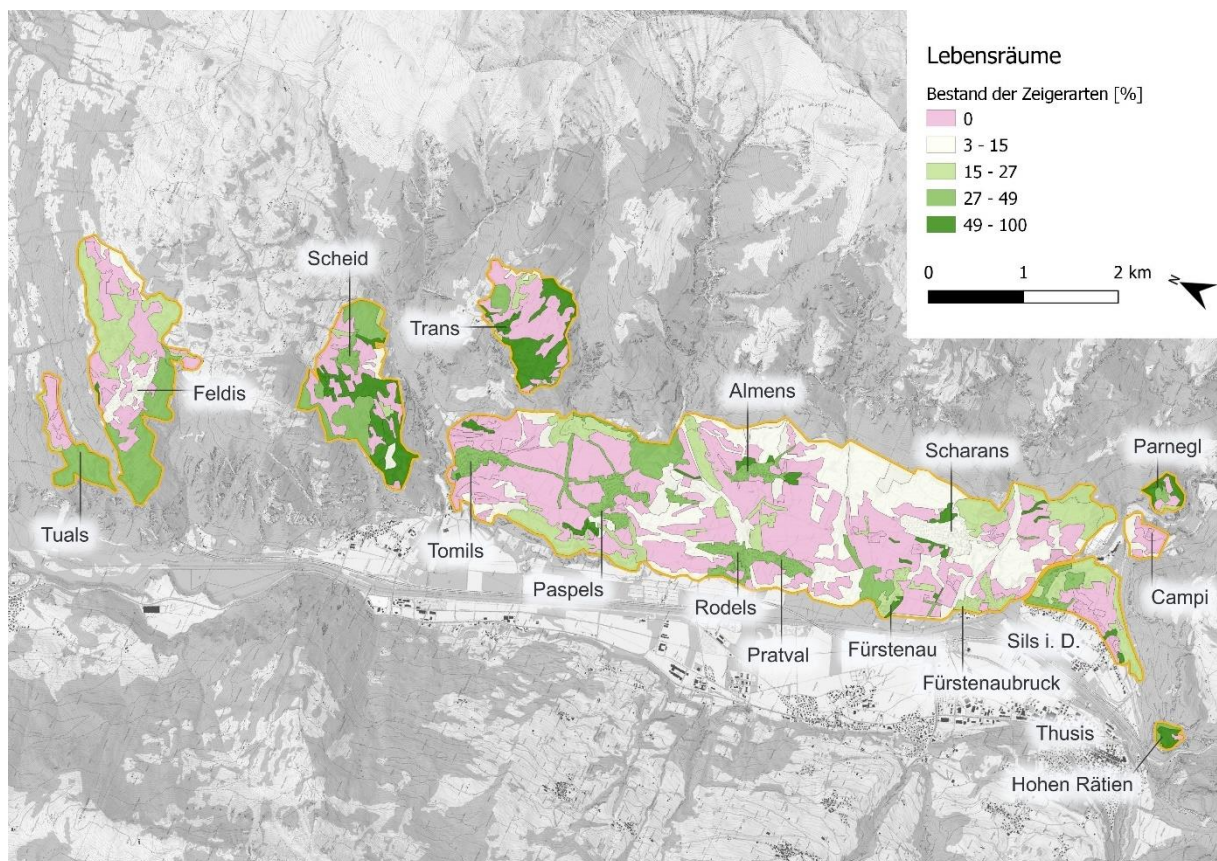 Lebensräume
Bestand der Zeigerarten [%]
0
3 - 15
15 - 27
27 - 49
49 - 100
0 1 2 km
N
Scheid
Trans
Feldis
Almens
Scharans
Parnegl
Tuals
Tomils
Paspels
Rodels
Campi
Pratval
Fürstenau
Sils i. D.
Fürstenaubruck
Thusis
Hohen Rätien